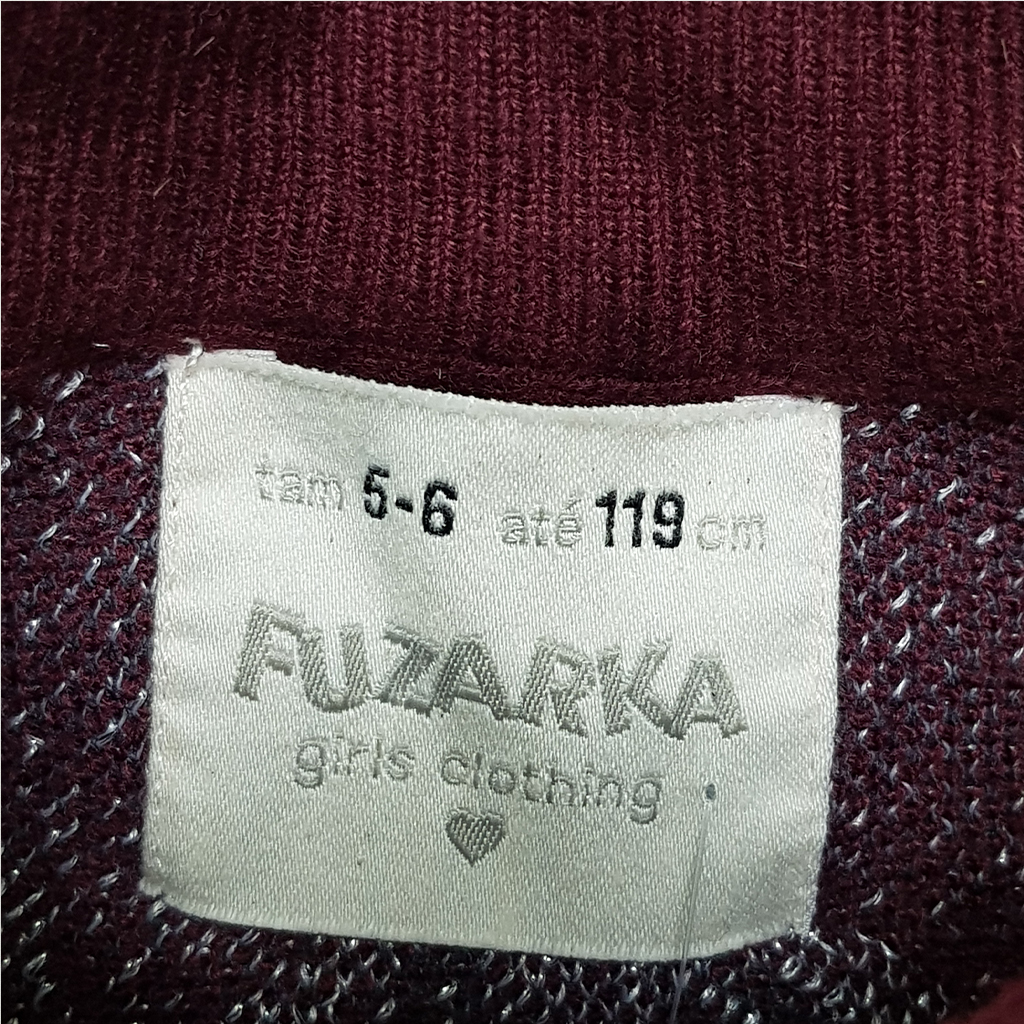 tam 5-6 até 119 cm
FUZARKA
girls clothing